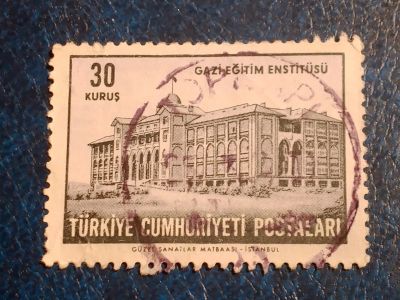 30
KURUŞ
GAZİ EĞİTİM ENSTİTÜSÜ
TÜRKİYE CUMHURİYETİ POSTALARI
GÜZEL SANATLAR MATBAASI - İSTANBUL